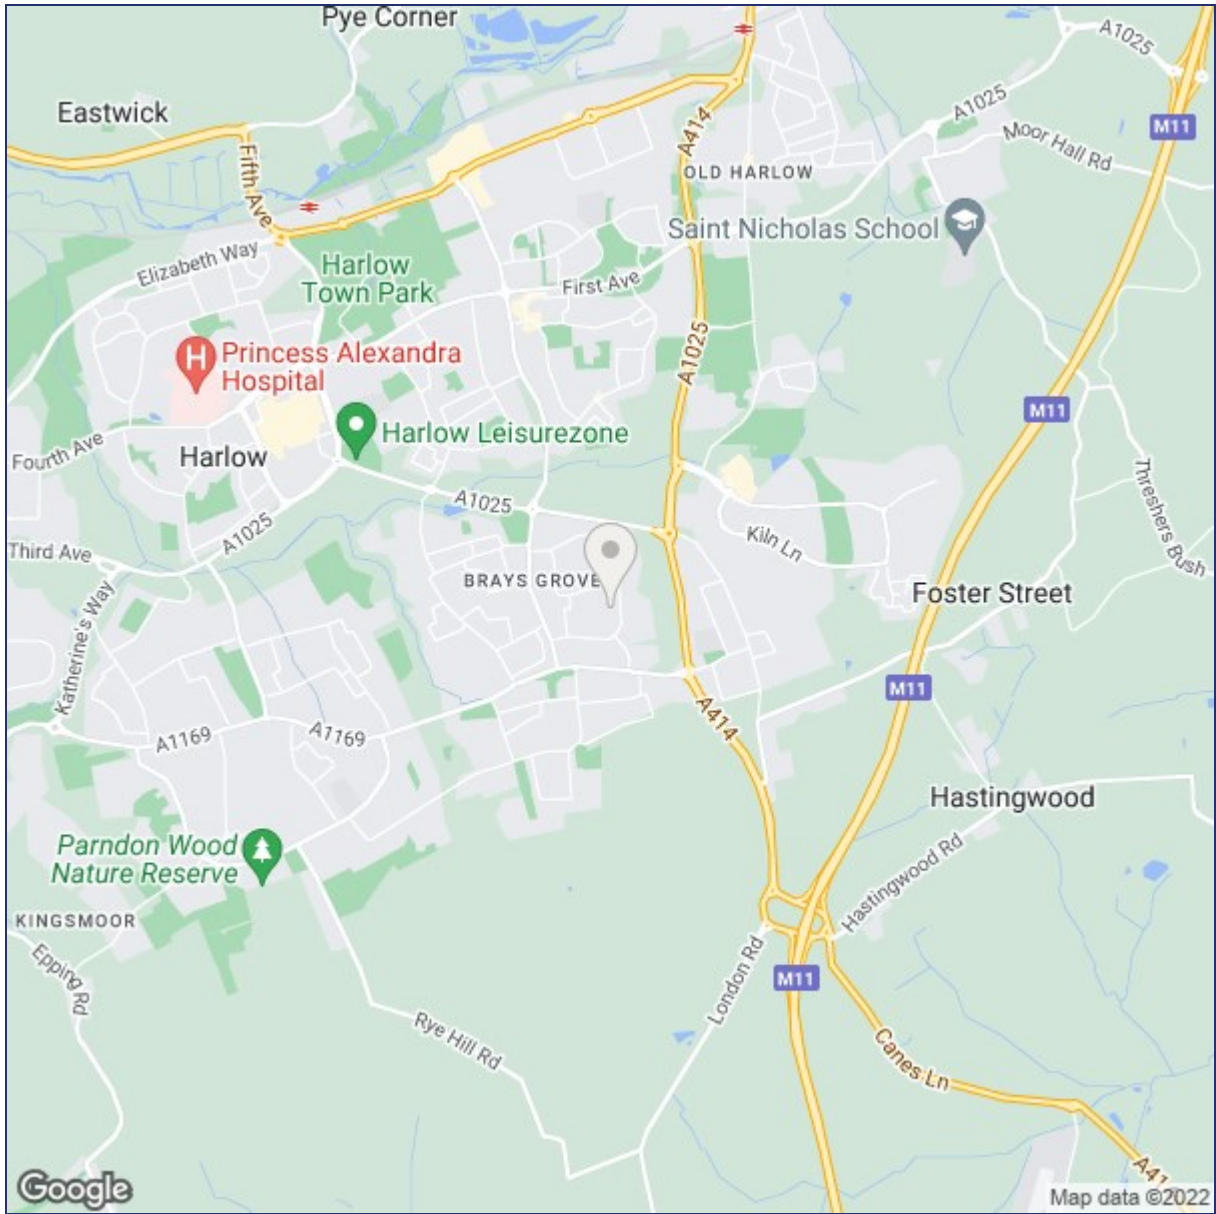 Pye Corner
A1025
Eastwick
A1025
M11
A414
Moor Hall Rd
Fifth Ave
OLD HARLOW
Saint Nicholas School
Elizabeth Way
Harlow
Town Park
First Ave
Princess Alexandra
Hospital
A1025
M11
Harlow Leisurezone
Fourth Ave
Harlow
A1025
Threshers Bush
A1025
Kiln Ln
Third Ave
BRAYS GROVE
Foster Street
Katherine's Way
M11
A414
A1169
A1169
Hastingwood
Parndon Wood
Nature Reserve
Hastingwood Rd
KINGSMOOR
Epping Rd
London Rd
M11
Rye Hill Rd
Canes Ln
Google
Map data ©2022